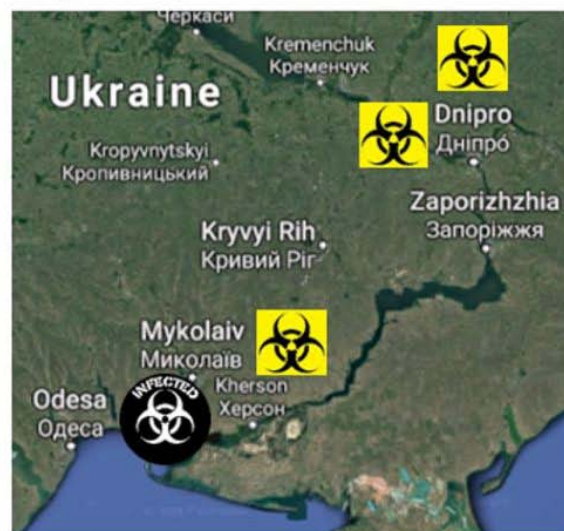 Черкаси
Kremenchuk
Кременчук
Ukraine
Dnipro
Дніпро́
Kropyvnytskyi
Кропивницький
Zaporizhzhia
Запоріжжя
Kryvyi Rih
Кривий Ріг
Mykolaiv
Миколаїв
INFECTED
Kherson
Херсон
Odesa
Одеса